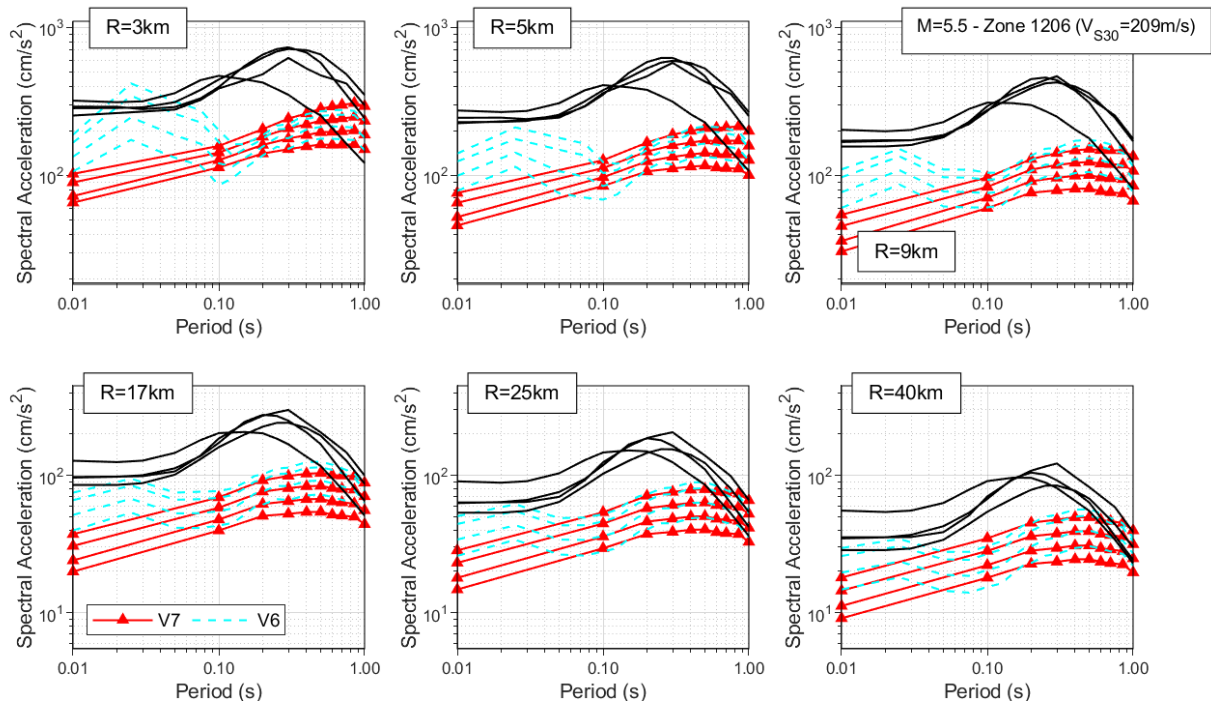 R=3km
R=5km
M=5.5 - Zone 1206 (V_S30=209m/s)
Spectral Acceleration (cm/s²)
10³
10²
0.01 0.10 1.00
Period (s)
Spectral Acceleration (cm/s²)
10³
10²
0.01 0.10 1.00
Period (s)
Spectral Acceleration (cm/s²)
10³
10²
R=9km
0.01 0.10 1.00
Period (s)
R=17km
R=25km
R=40km
Spectral Acceleration (cm/s²)
10²
10¹
V7 V6
0.01 0.10 1.00
Period (s)
Spectral Acceleration (cm/s²)
10²
10¹
0.01 0.10 1.00
Period (s)
Spectral Acceleration (cm/s²)
10²
10¹
0.01 0.10 1.00
Period (s)